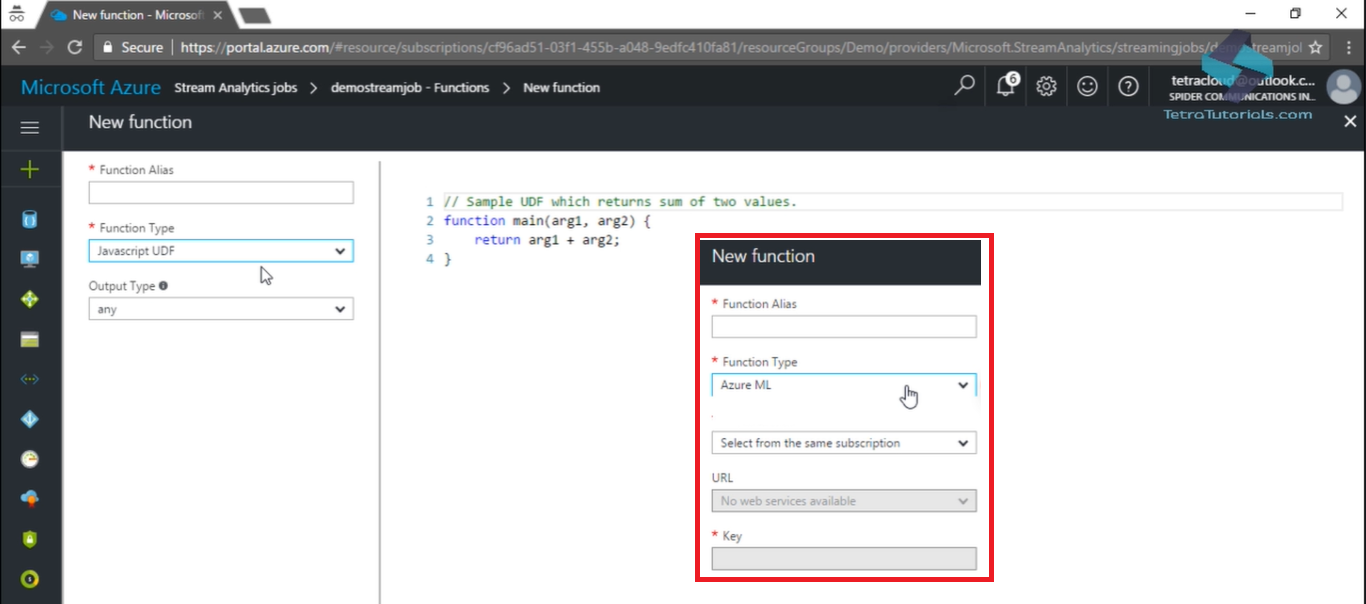 New function - Microsof
Secure
https://portal.azure.com/#resource/subscriptions/cf96ad51-03f1-455b-a048-9edfc410fa81/resourceGroups/Demo/providers/Microsoft.StreamAnalytics/streamingjobs/
Microsoft Azure Stream Analytics jobs > demostreamjob - Functions > New function
6
tetracloud@outlook.c...
SPIDER COMMUNICATIONS IN...
TetraTutorials.com
New function
* Function Alias
* Function Type
Javascript UDF
Output Type
any
1 // Sample UDF which returns sum of two values.
2 function main(arg1, arg2) {
3 return arg1 + arg2;
4 }
New function
* Function Alias
* Function Type
Azure ML
Select from the same subscription
URL
No web services available
* Key